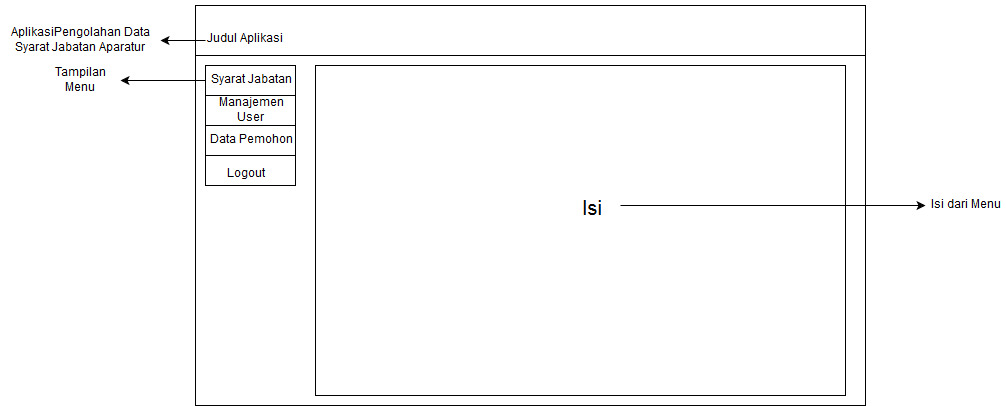 AplikasiPengolahan Data
Syarat Jabatan Aparatur
Judul Aplikasi
Tampilan
Menu
Syarat Jabatan
Manajemen
User
Data Pemohon
Logout
Isi
Isi dari Menu